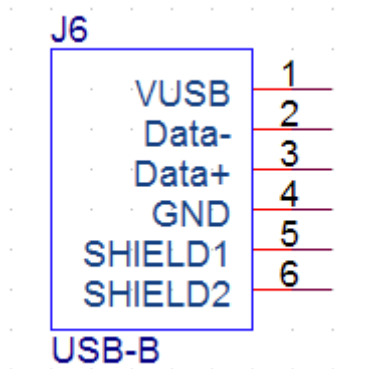 J6
VUSB 1
Data- 2
Data+ 3
GND 4
SHIELD1 5
SHIELD2 6
USB-B